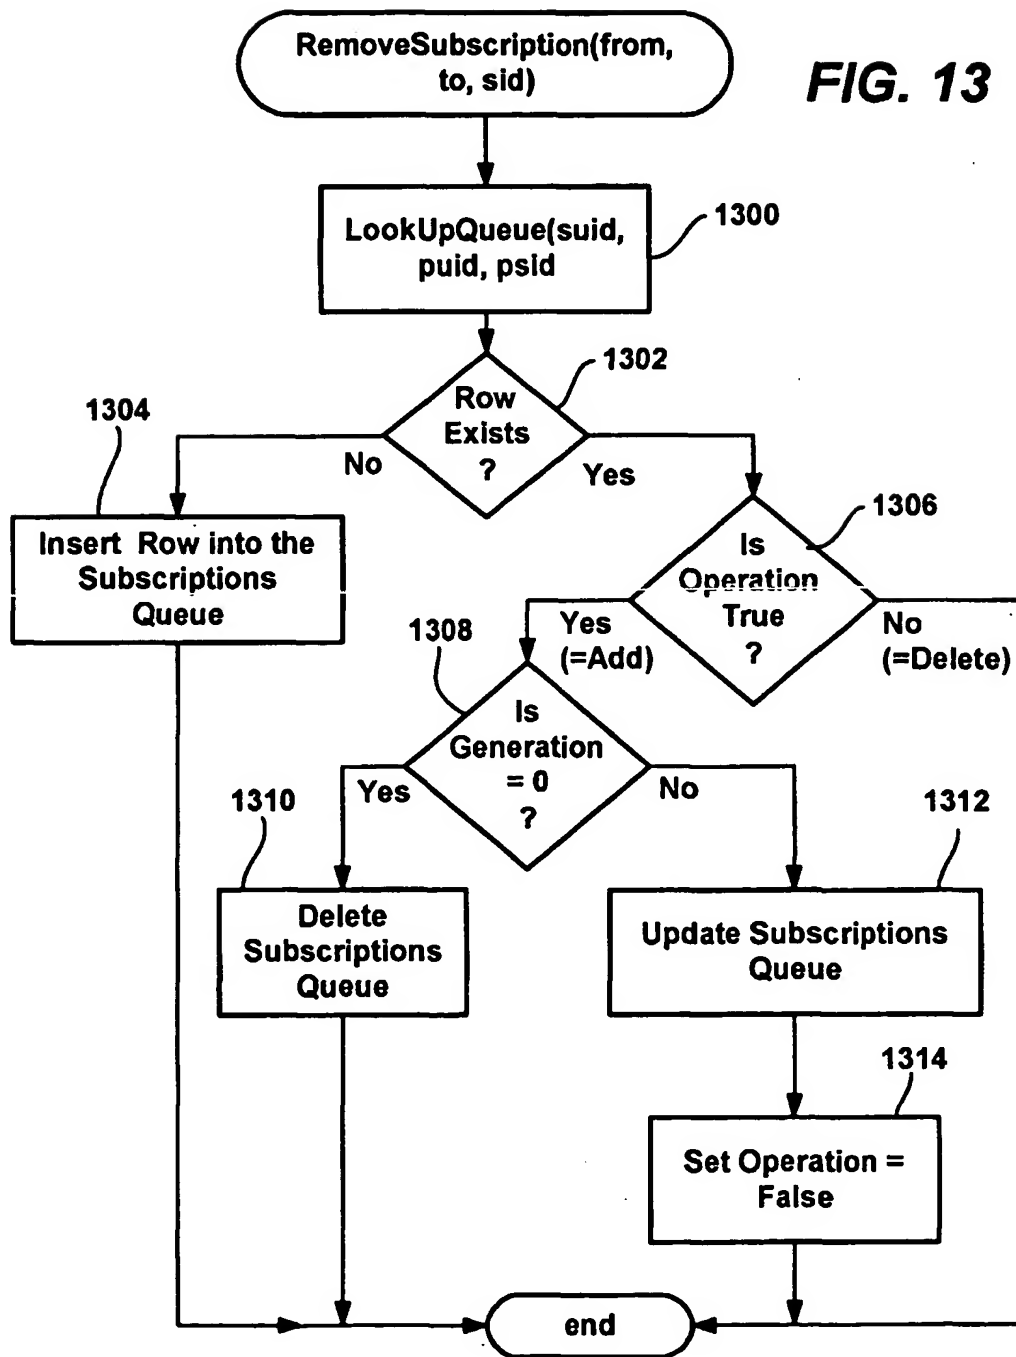 RemoveSubscription(from,
to, sid)
FIG. 13
LookUpQueue(suid,
puid, psid
1300
Row
Exists
?
1302
No
Yes
1304
Insert Row into the
Subscriptions
Queue
Is
Operation
True
?
1306
Yes
(=Add)
No
(=Delete)
1308
Is
Generation
= 0
?
Yes
No
1310
Delete
Subscriptions
Queue
1312
Update Subscriptions
Queue
1314
Set Operation =
False
end